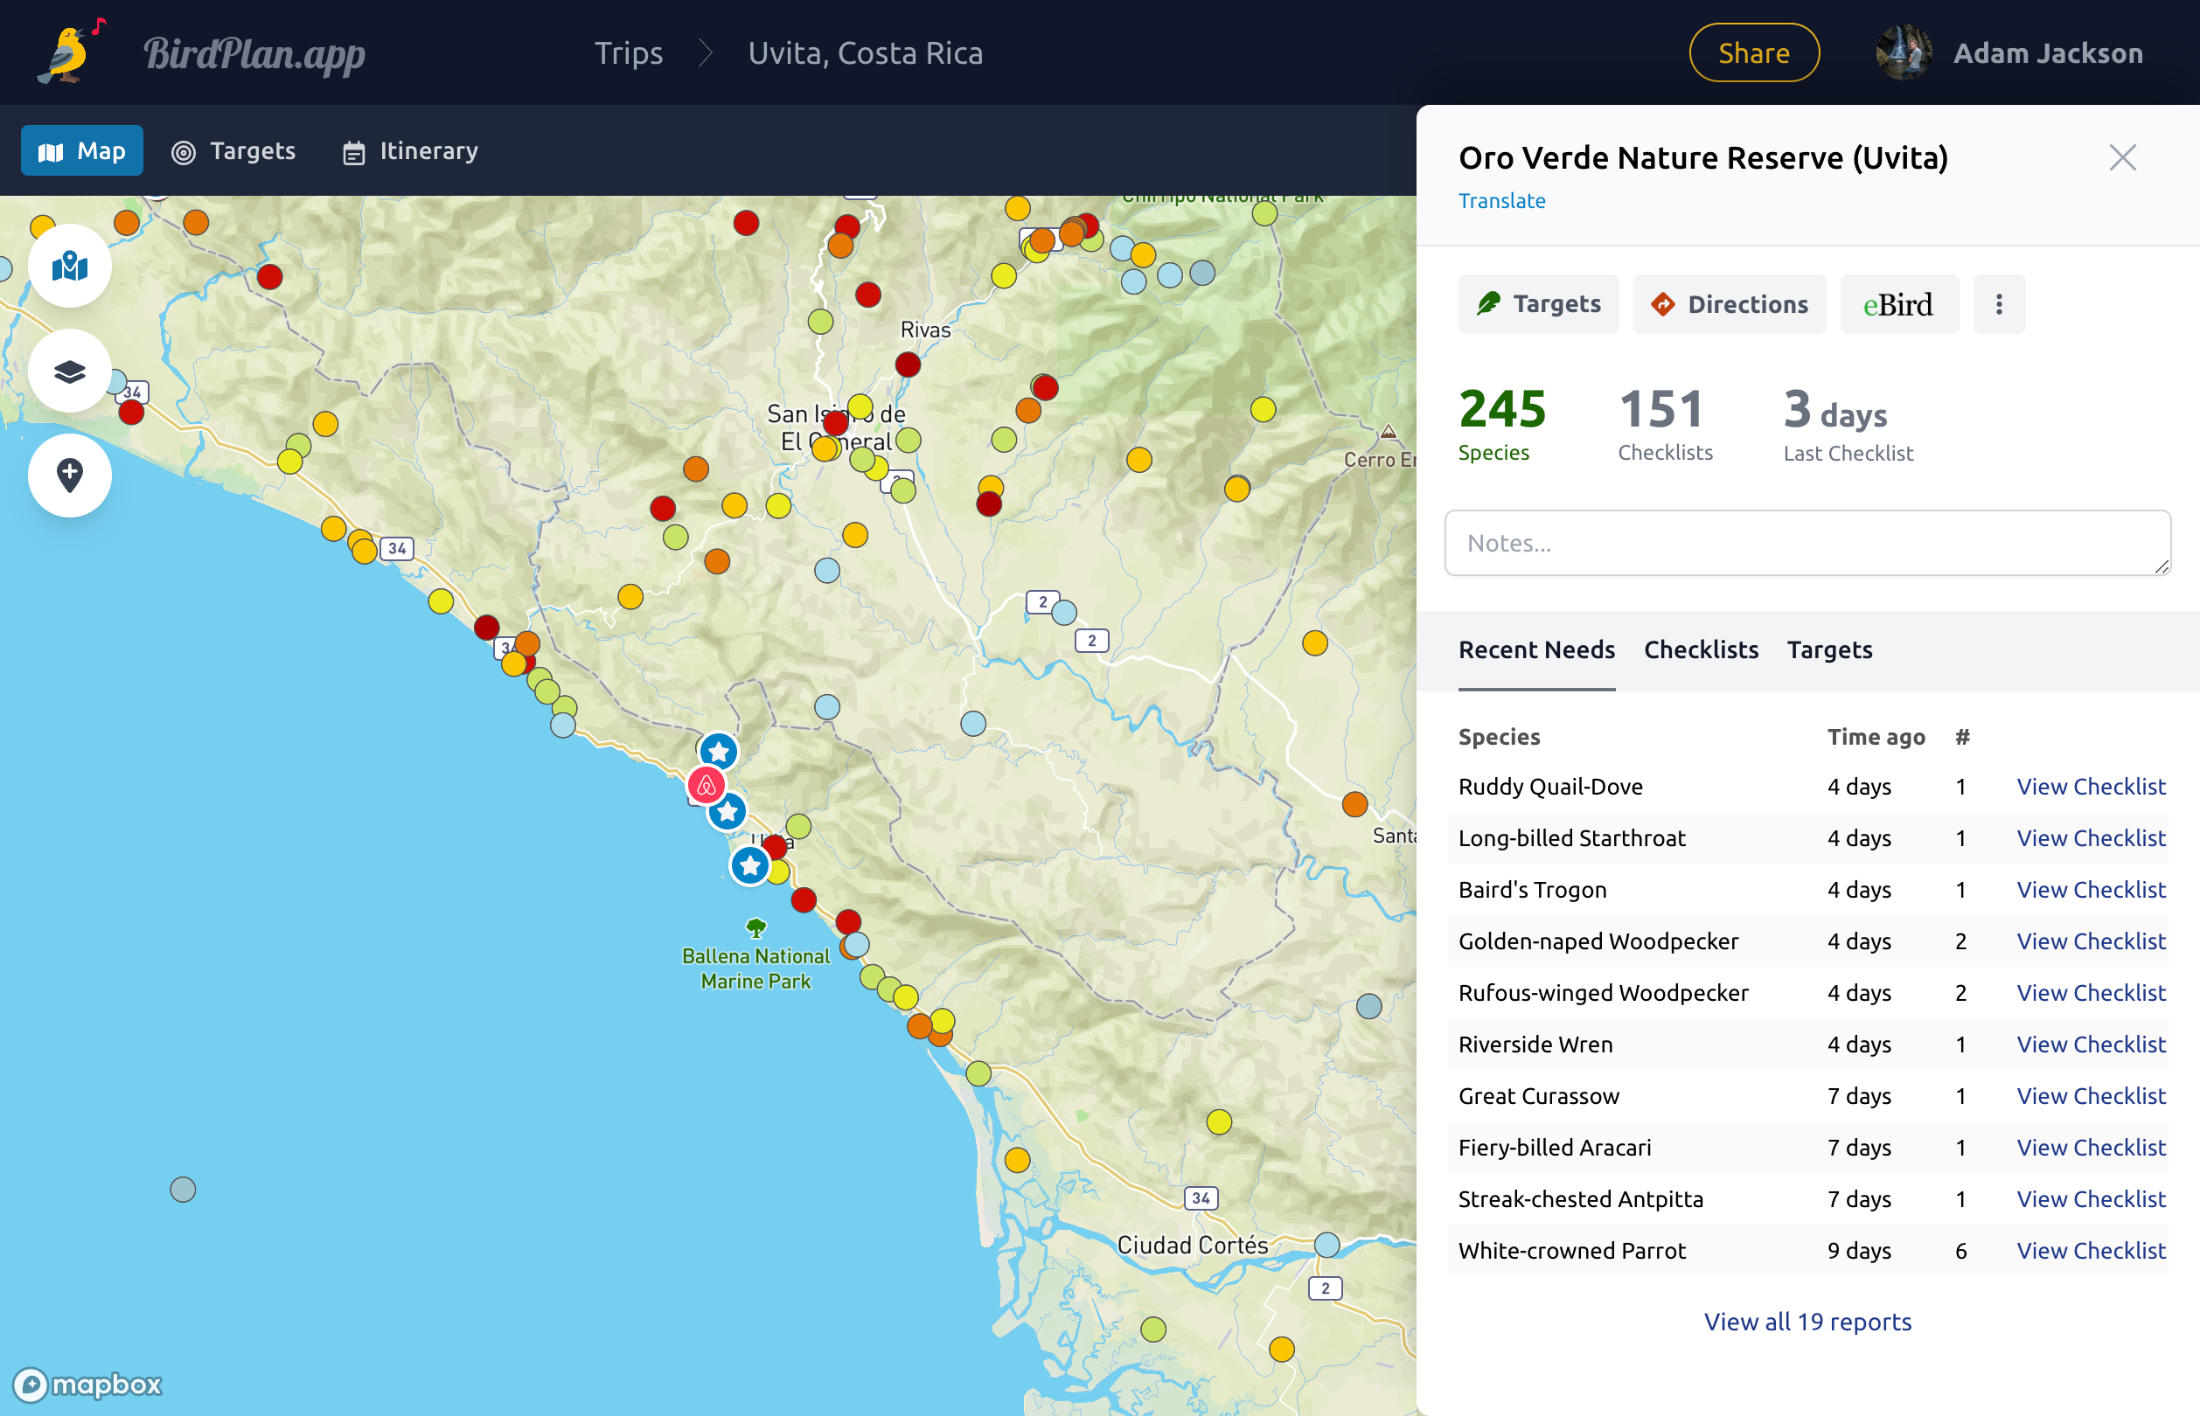 BirdPlan.app
Trips
Uvita, Costa Rica
Share
Adam Jackson
Map
Targets
Itinerary
Oro Verde Nature Reserve (Uvita)
Translate
Targets
Directions
eBird
245
Species
151
Checklists
3 days
Last Checklist
Notes...
Recent Needs
Checklists
Targets
Species Time ago #
Ruddy Quail-Dove 4 days 1 View Checklist
Long-billed Starthroat 4 days 1 View Checklist
Baird's Trogon 4 days 1 View Checklist
Golden-naped Woodpecker 4 days 2 View Checklist
Rufous-winged Woodpecker 4 days 2 View Checklist
Riverside Wren 4 days 1 View Checklist
Great Curassow 7 days 1 View Checklist
Fiery-billed Aracari 7 days 1 View Checklist
Streak-chested Antpitta 7 days 1 View Checklist
White-crowned Parrot 9 days 6 View Checklist
View all 19 reports
National Park
Rivas
34
San Isidro de
El General
Cerro
34
2
2
34
Santa
Ballena National
Marine Park
34
Ciudad Cortés
2
mapbox